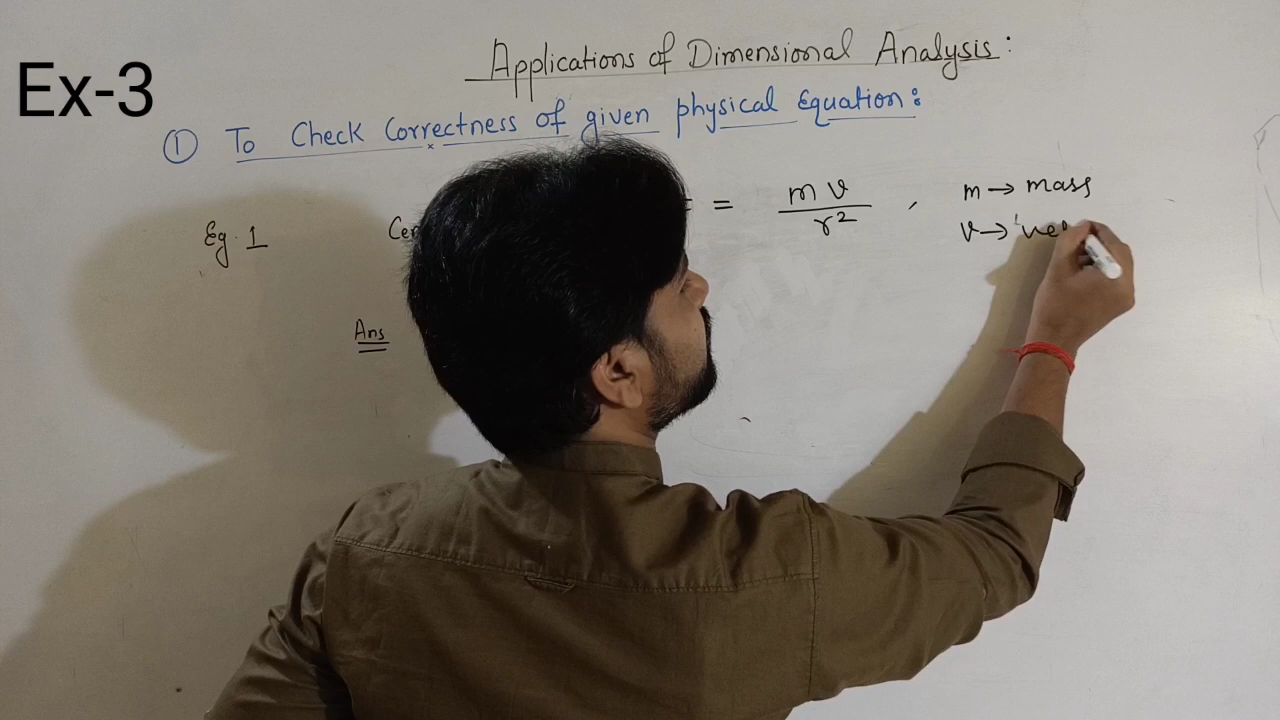 Ex-3
Applications of Dimensional Analysis:
① To Check Correctness of given physical Equation:
Eg. 1 = mv / r² , m → mass
v →
Ans